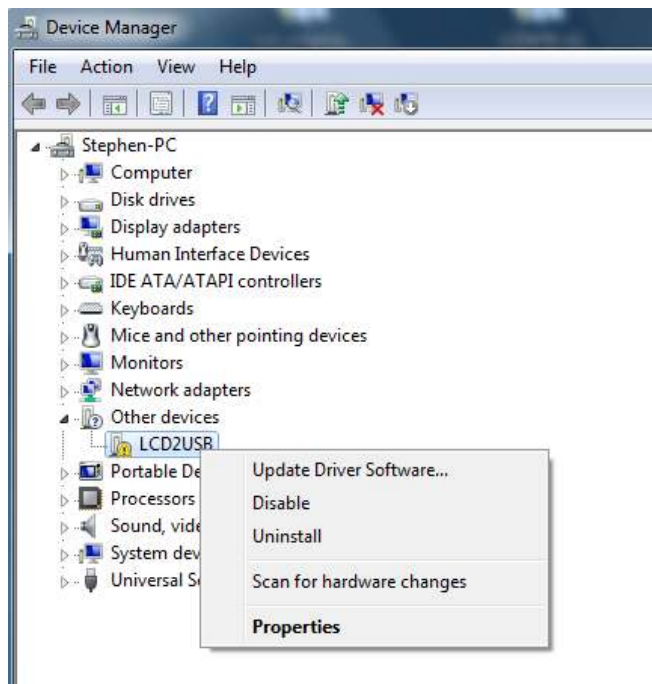 Device Manager
File Action View Help
Stephen-PC
Computer
Disk drives
Display adapters
Human Interface Devices
IDE ATA/ATAPI controllers
Keyboards
Mice and other pointing devices
Monitors
Network adapters
Other devices
LCD2USB
Portable De
Update Driver Software...
Processors
Disable
Sound, vide
Uninstall
System dev
Universal S
Scan for hardware changes
Properties